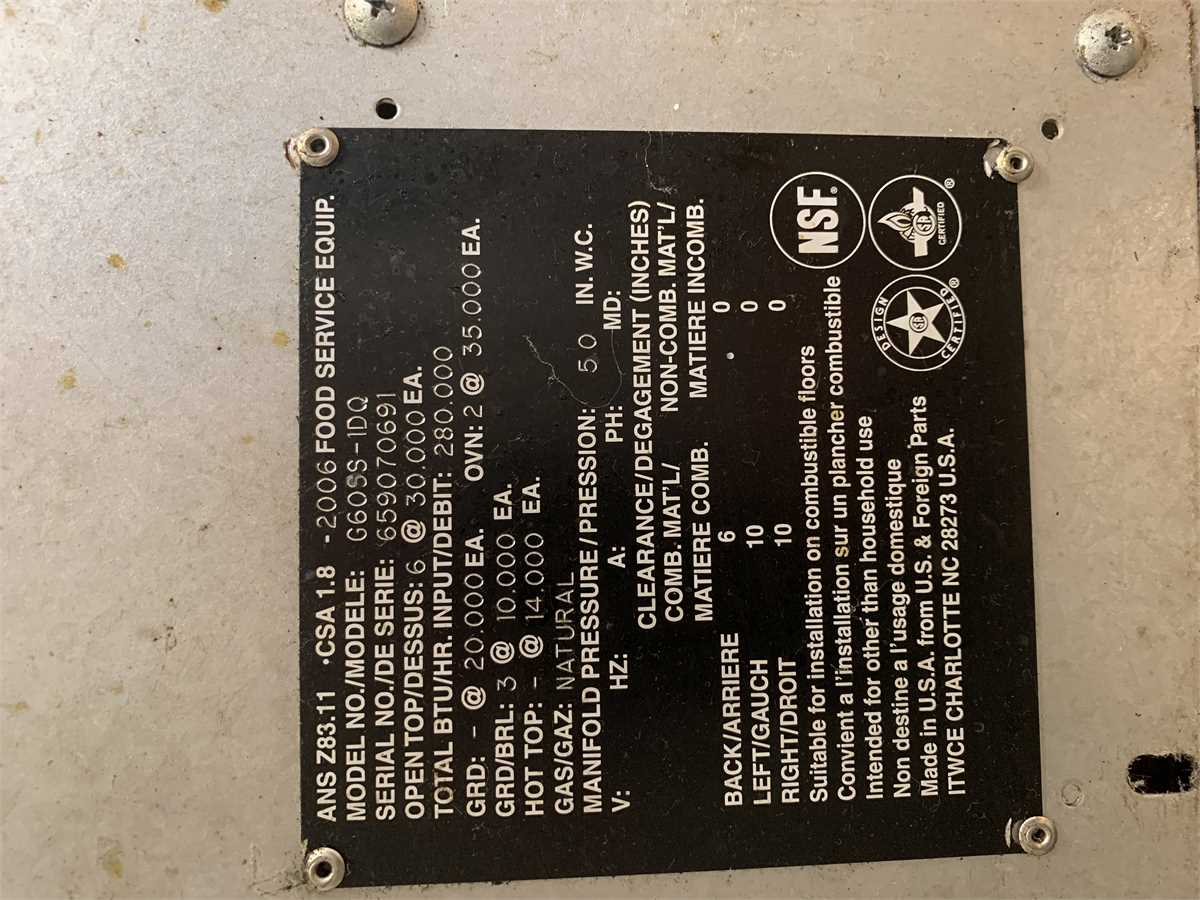 ANS Z83.11 ·CSA 1.8 -2006 FOOD SERVICE EQUIP.
MODEL NO./MODELE: G60SS-1DQ
SERIAL NO./DE SERIE: 659070691
OPEN TOP/DESSUS: 6 @ 30.000 EA.
TOTAL BTU/HR. INPUT/DEBIT: 280.000
GRD: - @ 20.000 EA. OVN: 2 @ 35.000 EA.
GRD/BRL: 3 @ 10.000 EA.
HOT TOP: - @ 14.000 EA.
GAS/GAZ: NATURAL
MANIFOLD PRESSURE/PRESSION: 5.0 IN. W.C.
V: HZ: A: PH: MD:
CLEARANCE/DEGAGEMENT (INCHES)
COMB. MAT'L/ NON-COMB. MAT'L/
MATIERE COMB. MATIERE INCOMB.
BACK/ARRIERE 6 0
LEFT/GAUCH 10 0
RIGHT/DROIT 10 0
Suitable for installation on combustible floors
Convient a l'installation sur un plancher combustible
Intended for other than household use
Non destine a l'usage domestique
Made in U.S.A. from U.S. & Foreign Parts
ITWCE CHARLOTTE NC 28273 U.S.A.
NSF®
DESIGN CERTIFIED®
CERTIFIED®